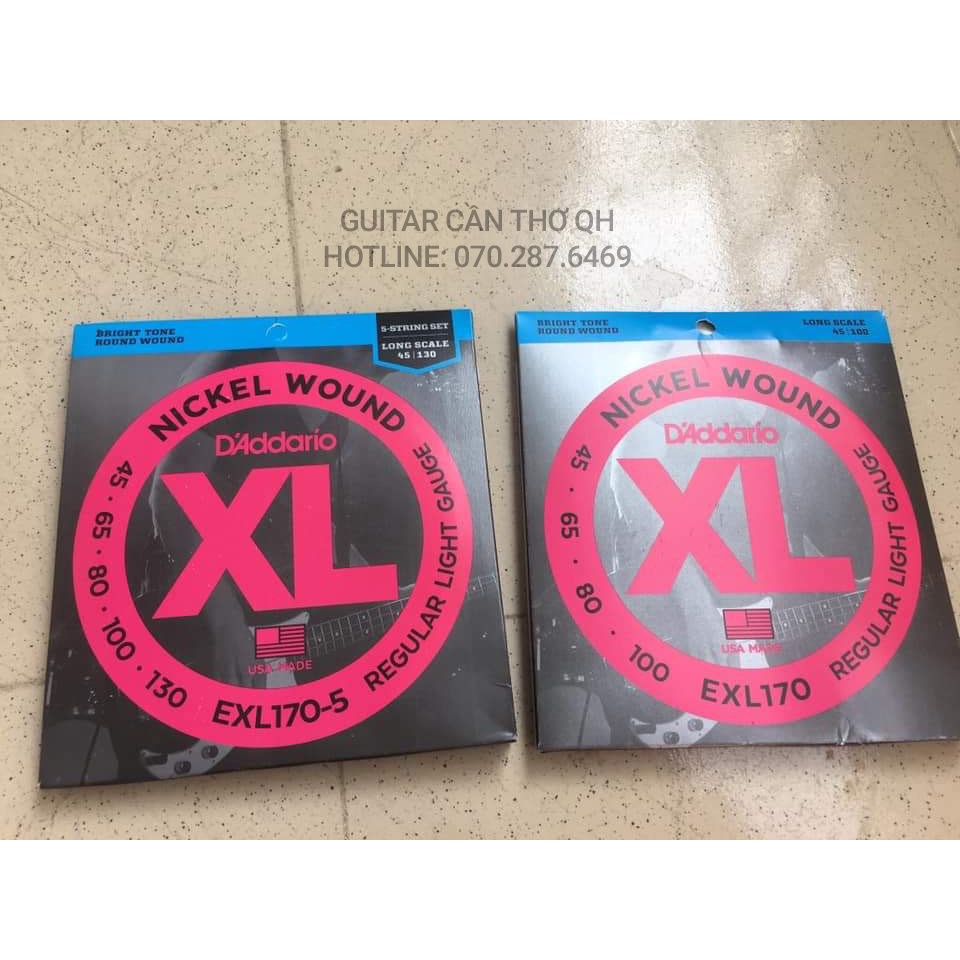 GUITAR CẦN THƠ QH
HOTLINE: 070.287.6469
BRIGHT TONE
ROUND WOUND
5-STRING SET
LONG SCALE
45 | 130
NICKEL WOUND
D'Addario
XL
USA MADE
45 • 65 • 80 • 100 • 130
EXL170-5
REGULAR LIGHT GAUGE
BRIGHT TONE
ROUND WOUND
LONG SCALE
45 | 100
NICKEL WOUND
D'Addario
XL
USA MADE
45 • 65 • 80 • 100
EXL170
REGULAR LIGHT GAUGE